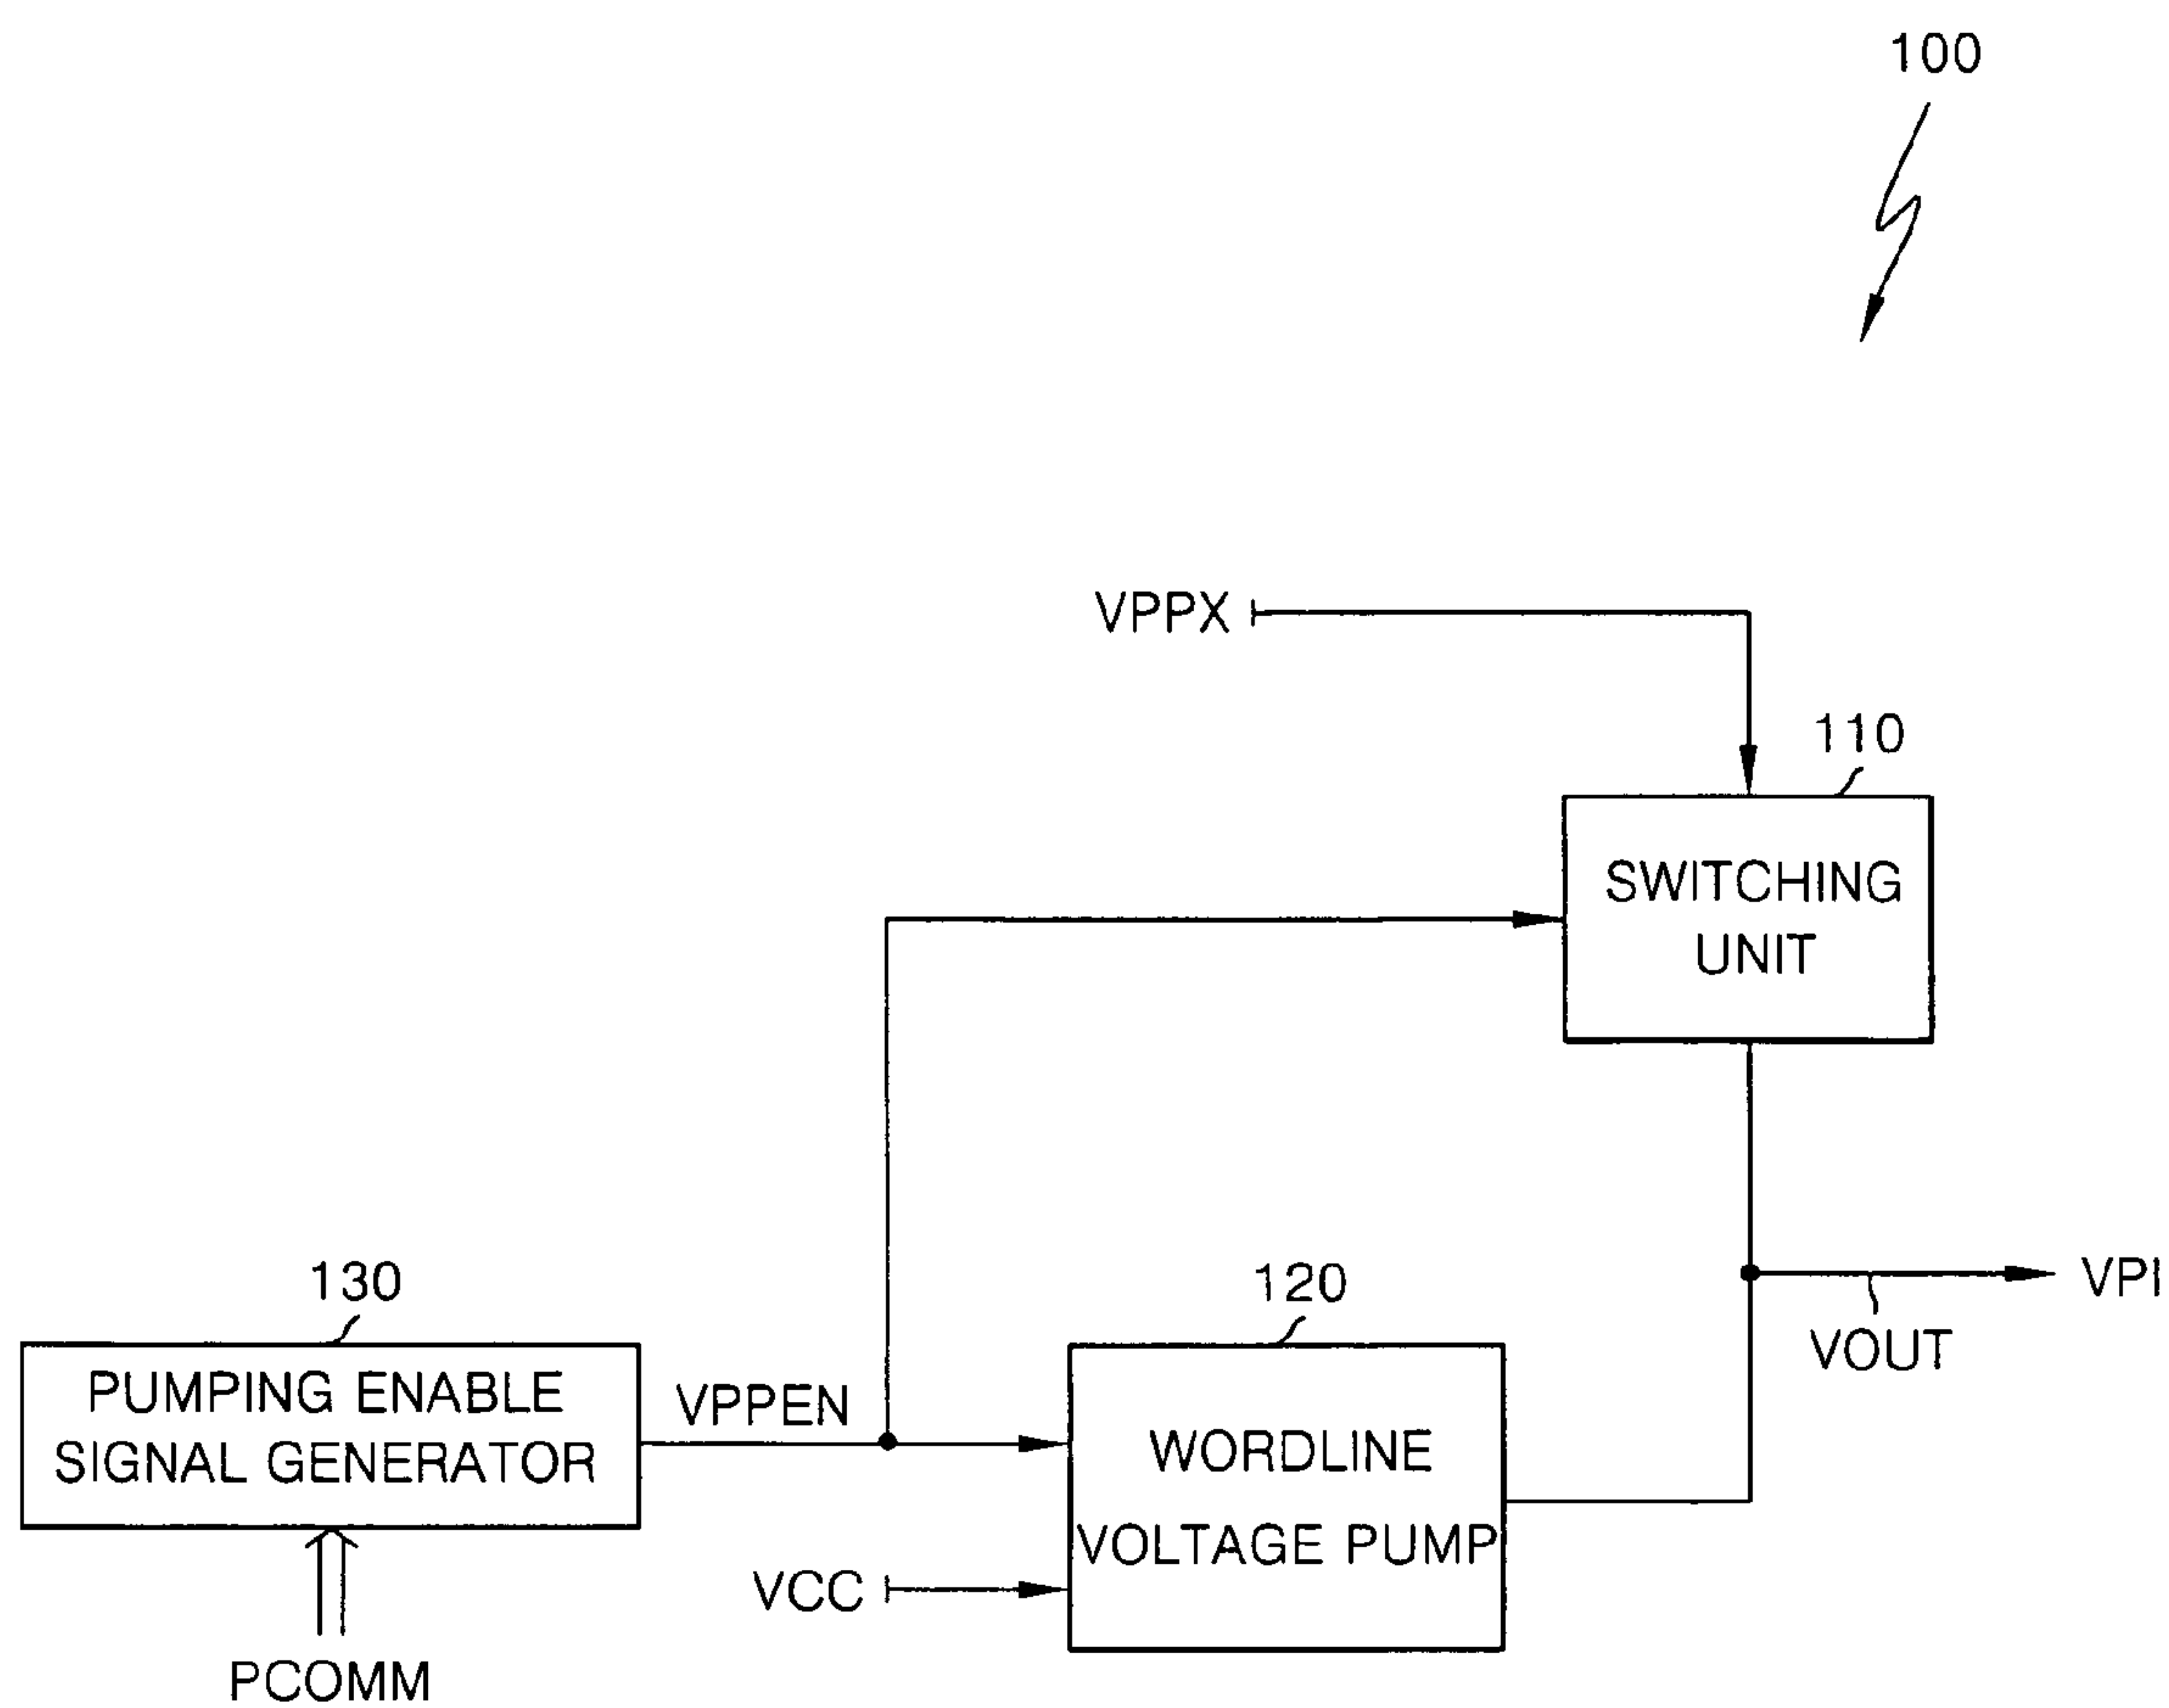 100
VPPX
110
SWITCHING
UNIT
130
120
VPI
VOUT
PUMPING ENABLE
SIGNAL GENERATOR
VPPEN
WORDLINE
VOLTAGE PUMP
VCC
PCOMM